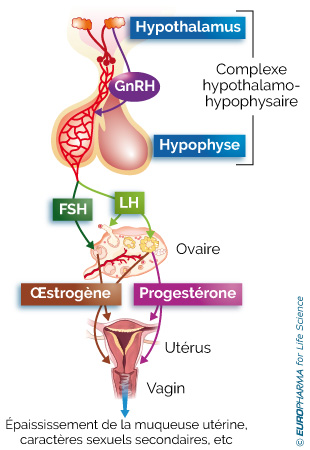 Hypothalamus
GnRH
Complexe
hypothalamo-
hypophysaire
Hypophyse
FSH
LH
Ovaire
Œstrogène
Progestérone
Utérus
Vagin
Épaississement de la muqueuse utérine,
caractères sexuels secondaires, etc
© EUROPHARMA for Life Science